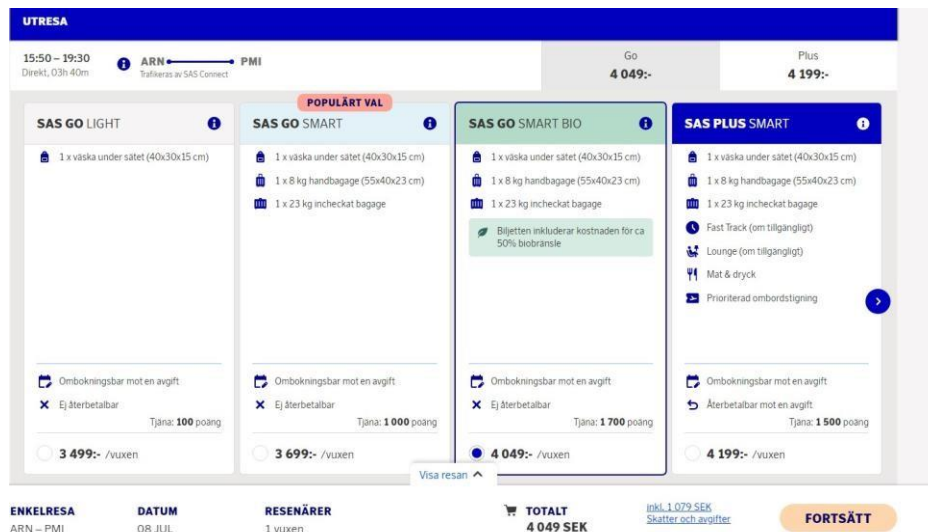 UTRESA
15:50 – 19:30
Direkt, 03h 40m
ARN PMI
Trafikeras av SAS Connect
Go
4 049:-
Plus
4 199:-
SAS GO LIGHT
1 x väska under sätet (40x30x15 cm)
Ombokningsbar mot en avgift
Ej återbetalbar
Tjäna: 100 poäng
3 499:- /vuxen
POPULÄRT VAL
SAS GO SMART
1 x väska under sätet (40x30x15 cm)
1 x 8 kg handbagage (55x40x23 cm)
1 x 23 kg incheckat bagage
Ombokningsbar mot en avgift
Ej återbetalbar
Tjäna: 1 000 poäng
3 699:- /vuxen
SAS GO SMART BIO
1 x väska under sätet (40x30x15 cm)
1 x 8 kg handbagage (55x40x23 cm)
1 x 23 kg incheckat bagage
Biljetten inkluderar kostnaden för ca
50% biobränsle
Ombokningsbar mot en avgift
Ej återbetalbar
Tjäna: 1 700 poäng
4 049:- /vuxen
SAS PLUS SMART
1 x väska under sätet (40x30x15 cm)
1 x 8 kg handbagage (55x40x23 cm)
1 x 23 kg incheckat bagage
Fast Track (om tillgängligt)
Lounge (om tillgängligt)
Mat & dryck
Prioriterad ombordstigning
Ombokningsbar mot en avgift
Återbetalbar mot en avgift
Tjäna: 1 500 poäng
4 199:- /vuxen
Visa resan
ENKELRESA
ARN – PMI
DATUM
08 JUL
RESENÄRER
1 vuxen
TOTALT
4 049 SEK
inkl. 1 079 SEK
Skatter och avgifter
FORTSÄTT